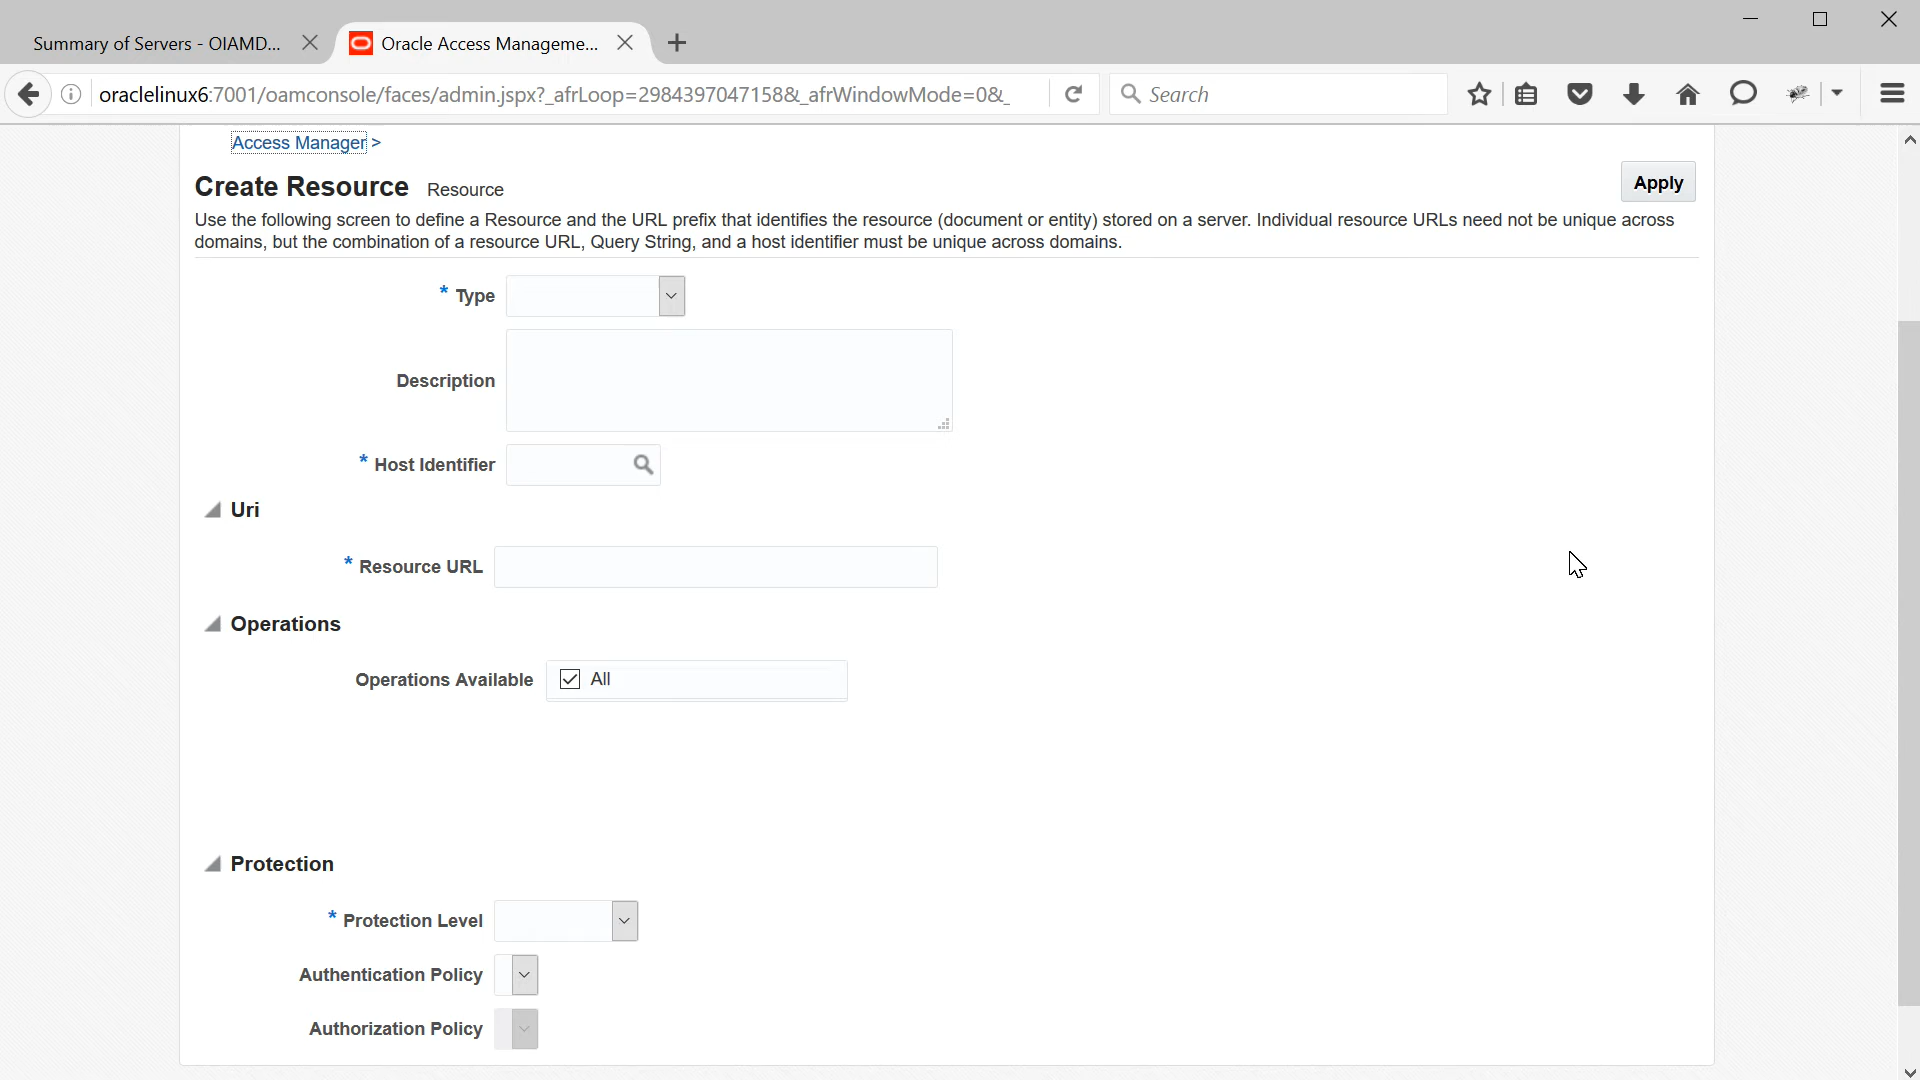 Summary of Servers - OIAMD...
Oracle Access Manageme...
oraclelinux6:7001/oamconsole/faces/admin.jspx?_afrLoop=2984397047158&_afrWindowMode=0&_
Search
Access Manager >
Create Resource Resource
Apply
Use the following screen to define a Resource and the URL prefix that identifies the resource (document or entity) stored on a server. Individual resource URLs need not be unique across
domains, but the combination of a resource URL, Query String, and a host identifier must be unique across domains.
* Type
Description
* Host Identifier
Uri
* Resource URL
Operations
Operations Available All
Protection
* Protection Level
Authentication Policy
Authorization Policy